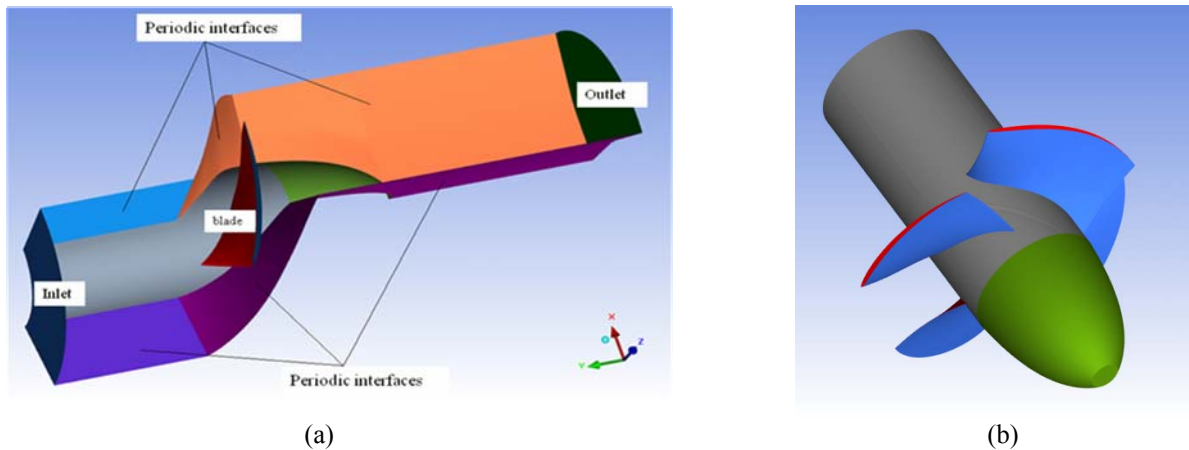 Periodic interfaces
Outlet
blade
Inlet
X
Z
Y
Periodic interfaces
(a)
(b)